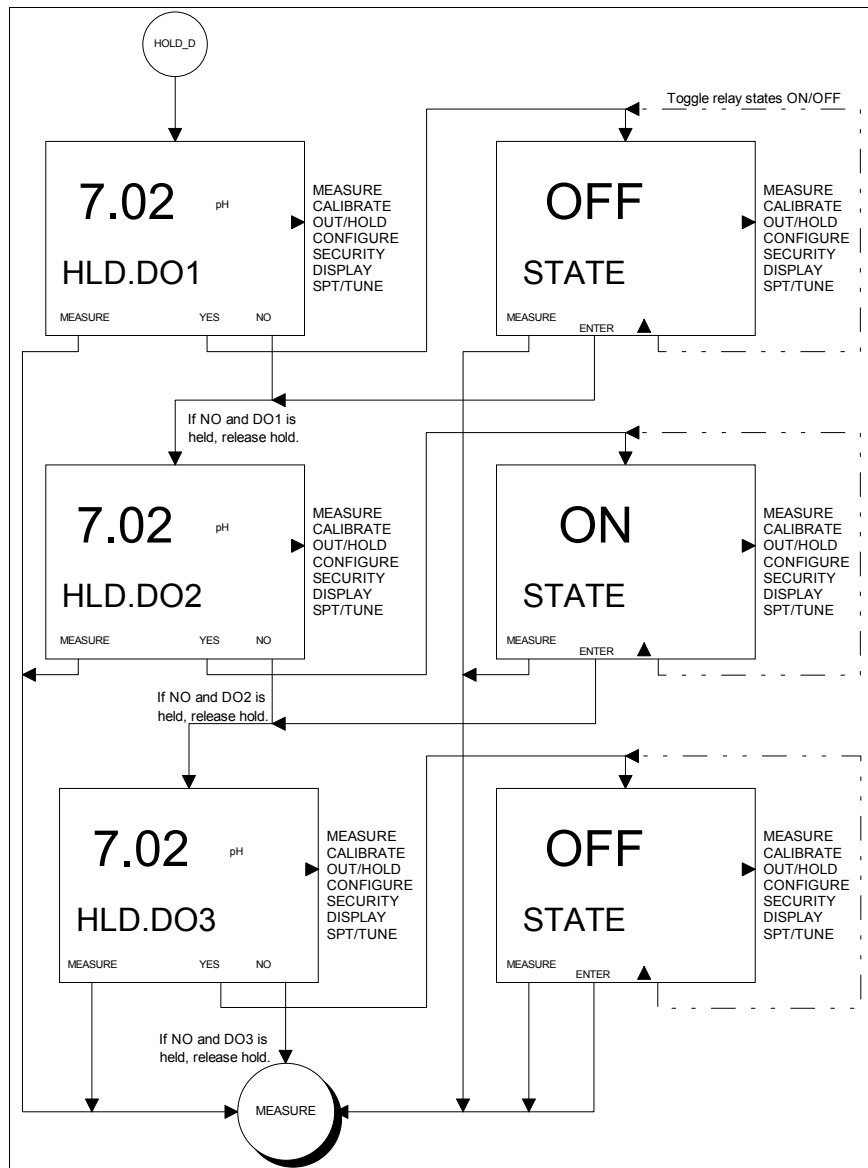 HOLD_D
Toggle relay states ON/OFF
7.02 pH
HLD.DO1
MEASURE YES NO
MEASURE
CALIBRATE
OUT/HOLD
CONFIGURE
SECURITY
DISPLAY
SPT/TUNE
OFF
STATE
MEASURE ENTER
MEASURE
CALIBRATE
OUT/HOLD
CONFIGURE
SECURITY
DISPLAY
SPT/TUNE
If NO and DO1 is
held, release hold.
7.02 pH
HLD.DO2
MEASURE YES NO
MEASURE
CALIBRATE
OUT/HOLD
CONFIGURE
SECURITY
DISPLAY
SPT/TUNE
ON
STATE
MEASURE ENTER
MEASURE
CALIBRATE
OUT/HOLD
CONFIGURE
SECURITY
DISPLAY
SPT/TUNE
If NO and DO2 is
held, release hold.
7.02 pH
HLD.DO3
MEASURE YES NO
MEASURE
CALIBRATE
OUT/HOLD
CONFIGURE
SECURITY
DISPLAY
SPT/TUNE
OFF
STATE
MEASURE ENTER
MEASURE
CALIBRATE
OUT/HOLD
CONFIGURE
SECURITY
DISPLAY
SPT/TUNE
If NO and DO3 is
held, release hold.
MEASURE